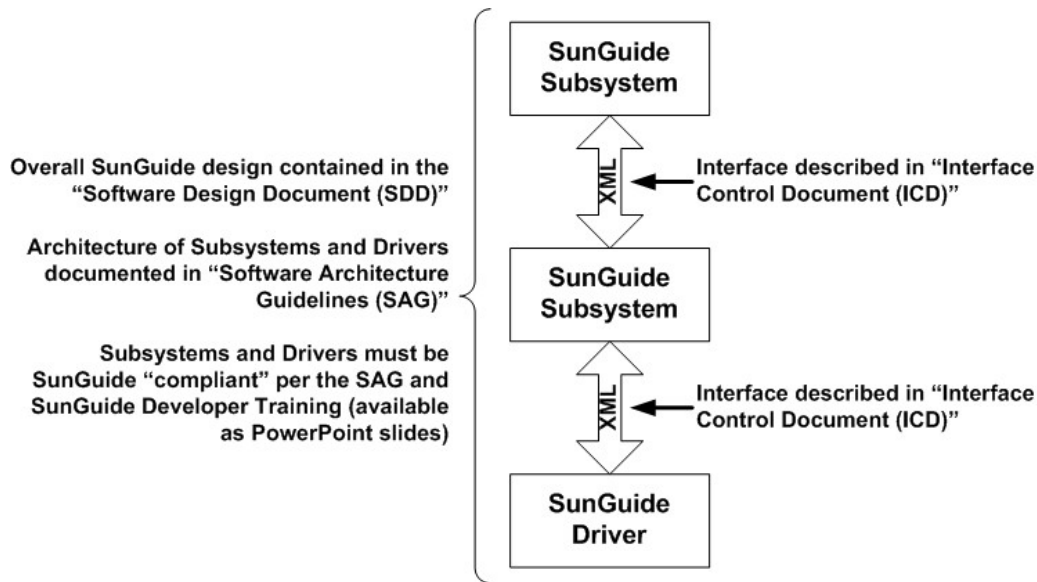 SunGuide
Subsystem
XML
Overall SunGuide design contained in the
“Software Design Document (SDD)”
Interface described in “Interface
Control Document (ICD)”
Architecture of Subsystems and Drivers
documented in “Software Architecture
Guidelines (SAG)”
SunGuide
Subsystem
Subsystems and Drivers must be
SunGuide “compliant” per the SAG and
SunGuide Developer Training (available
as PowerPoint slides)
XML
Interface described in “Interface
Control Document (ICD)”
SunGuide
Driver